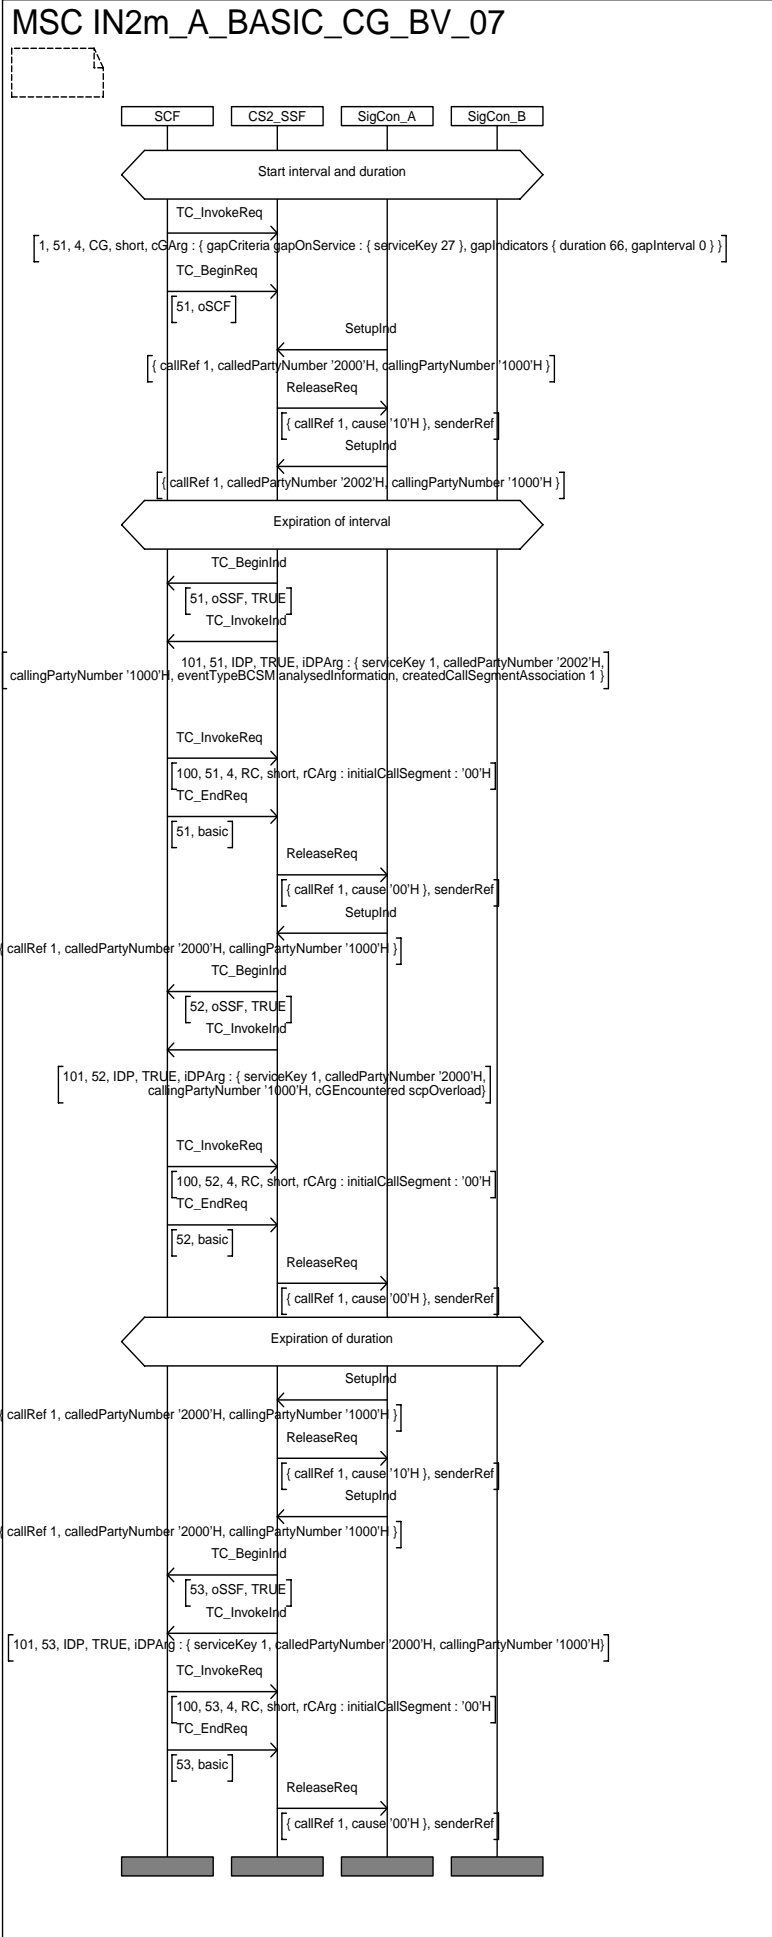 MSC IN2m_A_BASIC_CG_BV_07
SCF CS2_SSF SigCon_A SigCon_B
Start interval and duration
TC_InvokeReq
1, 51, 4, CG, short, cGArg : { gapCriteria gapOnService : { serviceKey 27 }, gapIndicators { duration 66, gapInterval 0 } }
TC_BeginReq
51, oSCF
SetupInd
{ callRef 1, calledPartyNumber '2000'H, callingPartyNumber '1000'H }
ReleaseReq
{ callRef 1, cause '10'H }, senderRef
SetupInd
{ callRef 1, calledPartyNumber '2002'H, callingPartyNumber '1000'H }
Expiration of interval
TC_BeginInd
51, oSSF, TRUE
TC_InvokeInd
101, 51, IDP, TRUE, iDPArg : { serviceKey 1, calledPartyNumber '2002'H,
callingPartyNumber '1000'H, eventTypeBCSM analysedInformation, createdCallSegmentAssociation 1 }
TC_InvokeReq
100, 51, 4, RC, short, rCArg : initialCallSegment : '00'H
TC_EndReq
51, basic
ReleaseReq
{ callRef 1, cause '00'H }, senderRef
SetupInd
{ callRef 1, calledPartyNumber '2000'H, callingPartyNumber '1000'H }
TC_BeginInd
52, oSSF, TRUE
TC_InvokeInd
101, 52, IDP, TRUE, iDPArg : { serviceKey 1, calledPartyNumber '2000'H,
callingPartyNumber '1000'H, cGEncountered scpOverload}
TC_InvokeReq
100, 52, 4, RC, short, rCArg : initialCallSegment : '00'H
TC_EndReq
52, basic
ReleaseReq
{ callRef 1, cause '00'H }, senderRef
Expiration of duration
SetupInd
{ callRef 1, calledPartyNumber '2000'H, callingPartyNumber '1000'H }
ReleaseReq
{ callRef 1, cause '10'H }, senderRef
SetupInd
{ callRef 1, calledPartyNumber '2000'H, callingPartyNumber '1000'H }
TC_BeginInd
53, oSSF, TRUE
TC_InvokeInd
101, 53, IDP, TRUE, iDPArg : { serviceKey 1, calledPartyNumber '2000'H, callingPartyNumber '1000'H}
TC_InvokeReq
100, 53, 4, RC, short, rCArg : initialCallSegment : '00'H
TC_EndReq
53, basic
ReleaseReq
{ callRef 1, cause '00'H }, senderRef